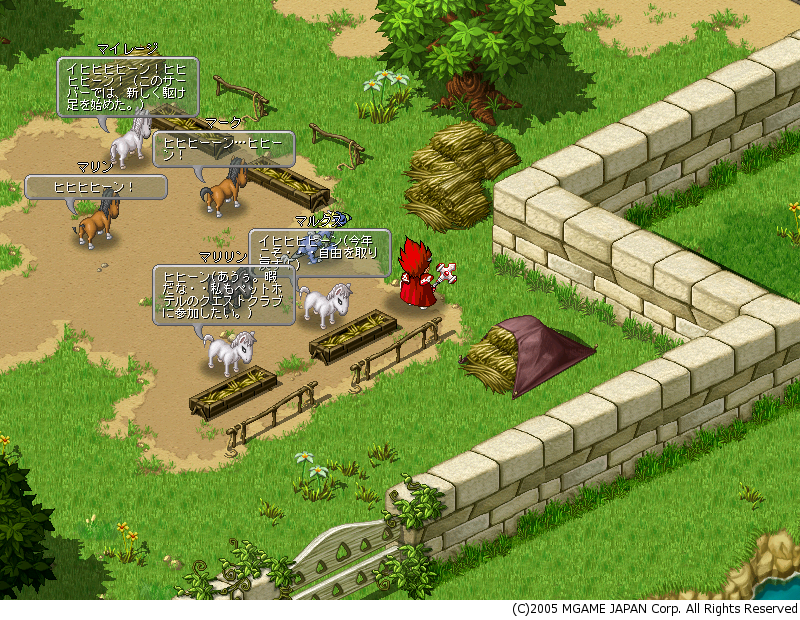 マイレージ
イヒヒヒヒーン！ヒヒ
ヒヒーン！（このサー
バーでは、新しく駆け
足を始めた。）
マーク
ヒヒヒーーン…ヒヒー
ン！
マリン
ヒヒヒヒーン！
マルクス
イヒヒヒヒーン(今年
こそ・・、自由を取り
マリリン
ヒヒーン(あうぅ。暇
だな・・私もペットホ
テルのクエストクラブ
に参加したい。)
(C)2005 MGAME JAPAN Corp. All Rights Reserved